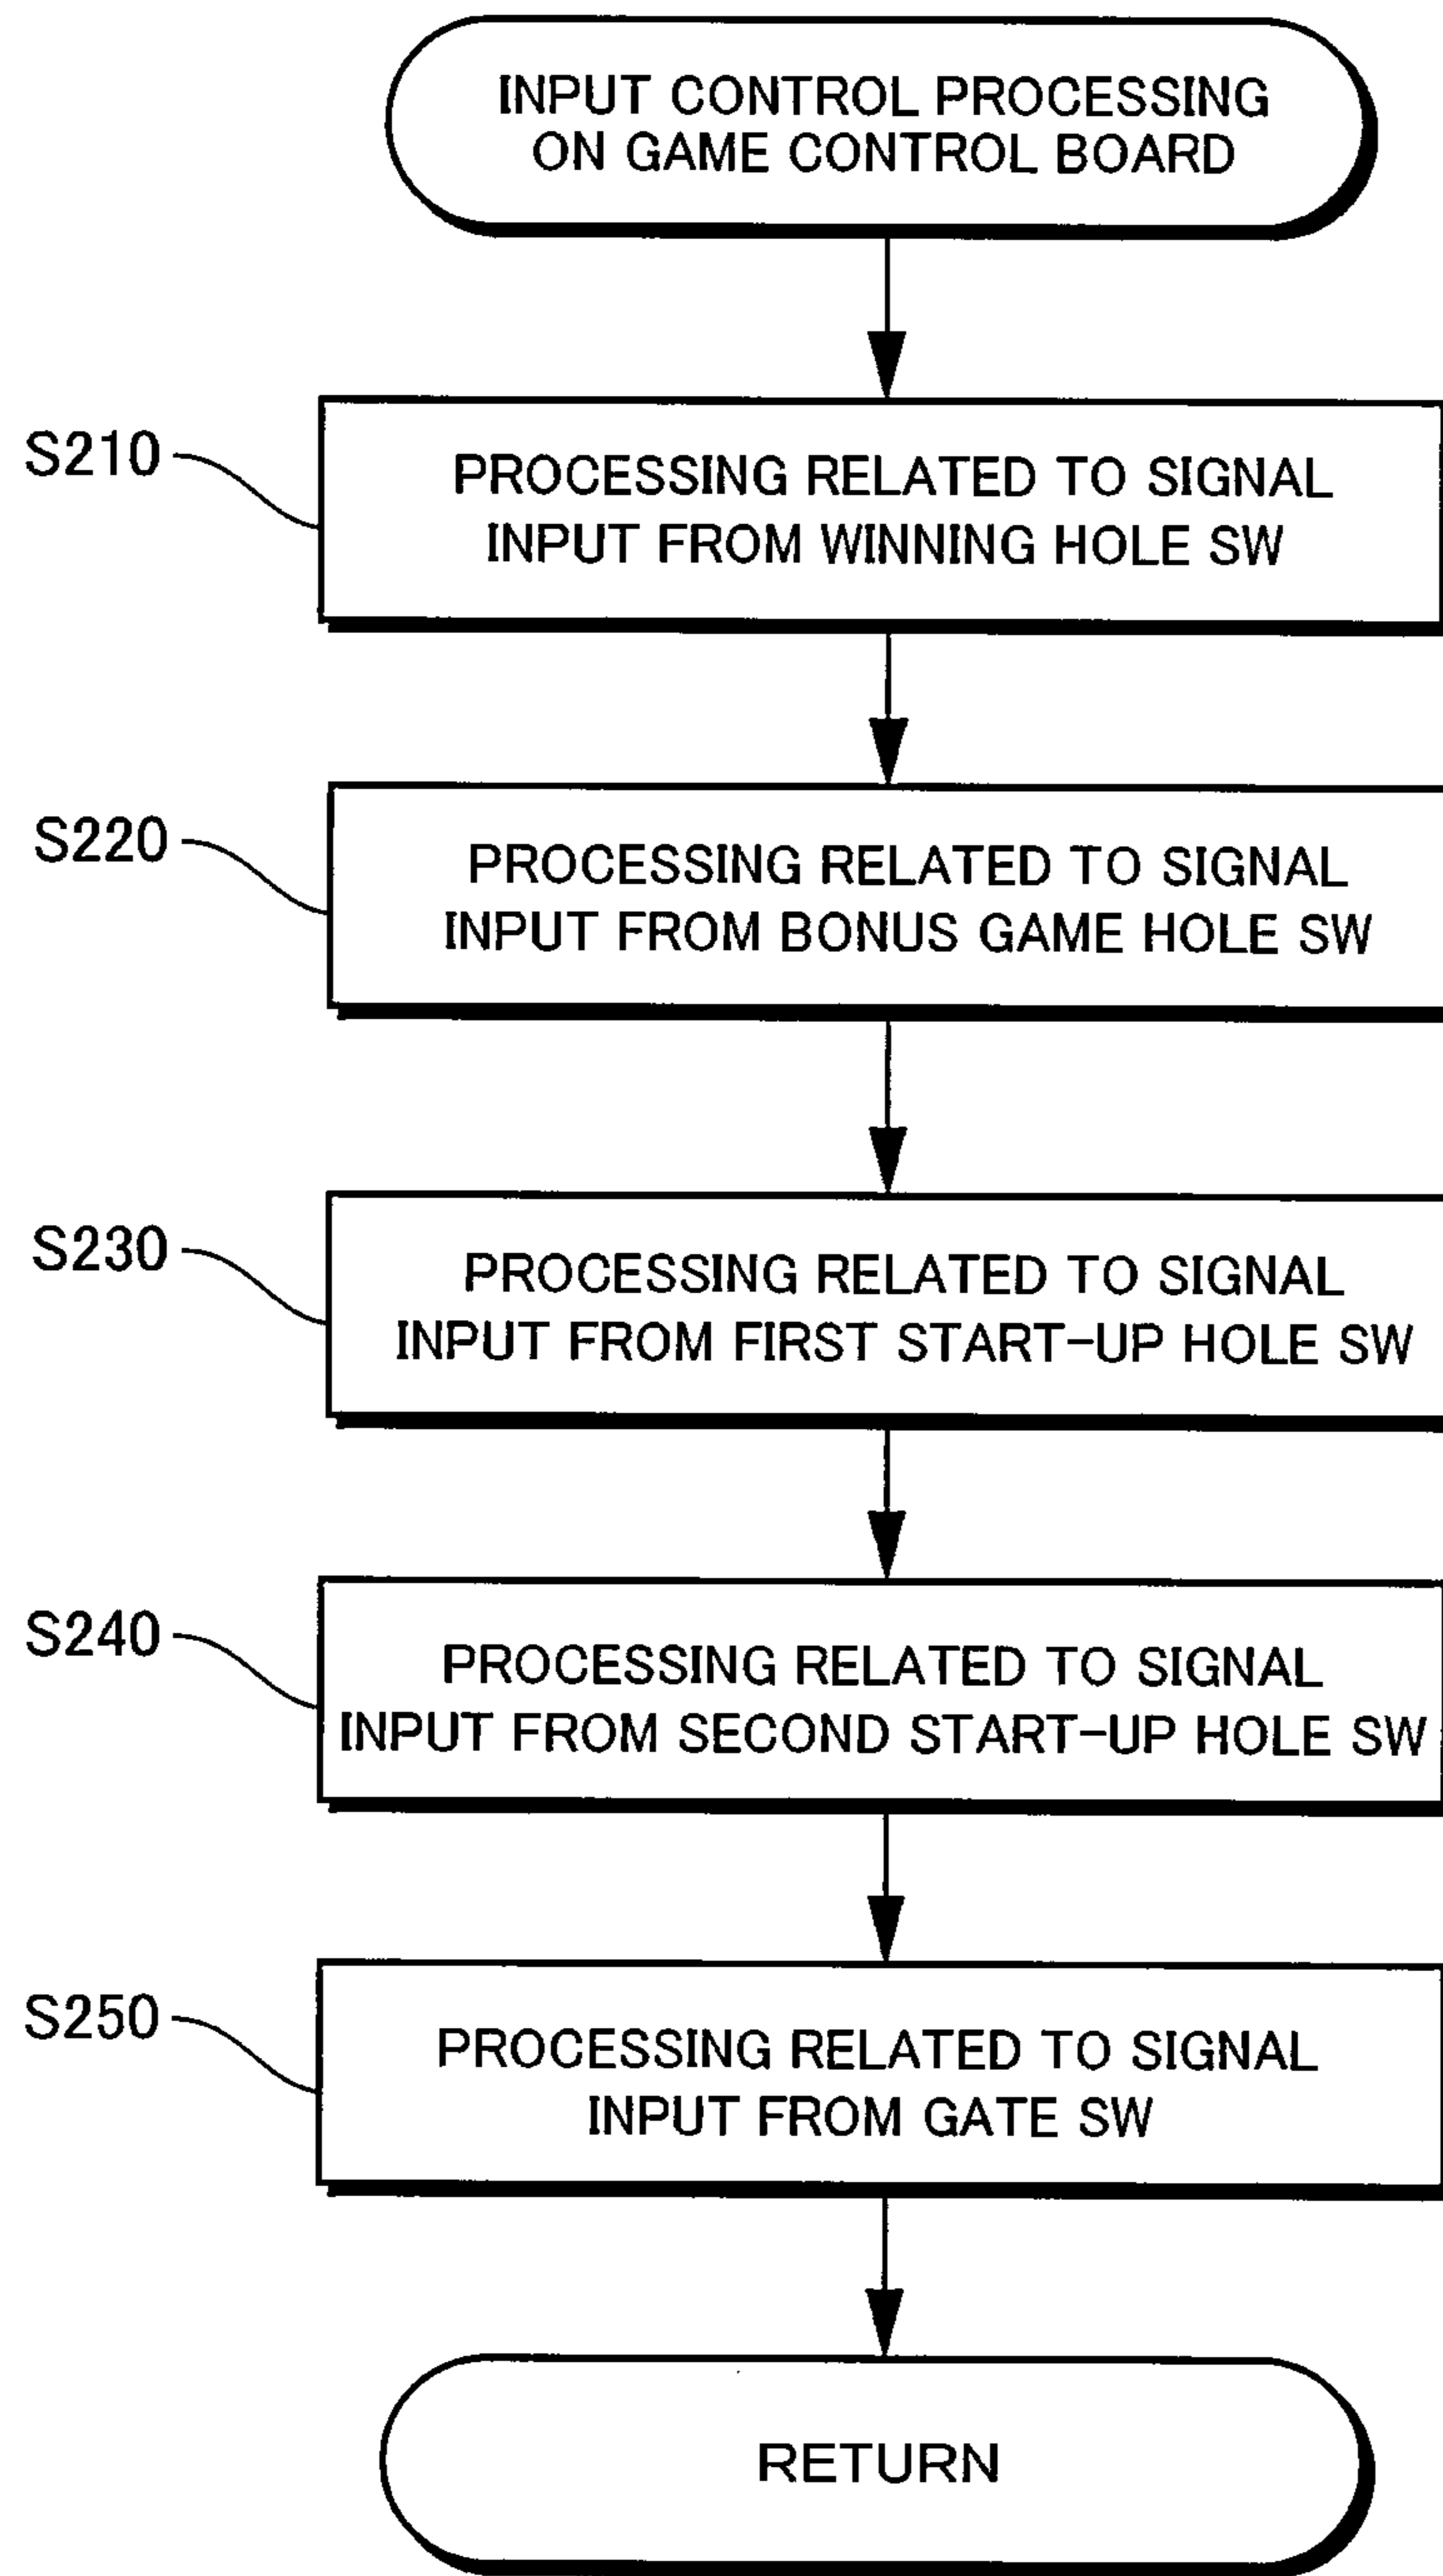 INPUT CONTROL PROCESSING
ON GAME CONTROL BOARD
S210
PROCESSING RELATED TO SIGNAL
INPUT FROM WINNING HOLE SW
S220
PROCESSING RELATED TO SIGNAL
INPUT FROM BONUS GAME HOLE SW
S230
PROCESSING RELATED TO SIGNAL
INPUT FROM FIRST START-UP HOLE SW
S240
PROCESSING RELATED TO SIGNAL
INPUT FROM SECOND START-UP HOLE SW
S250
PROCESSING RELATED TO SIGNAL
INPUT FROM GATE SW
RETURN